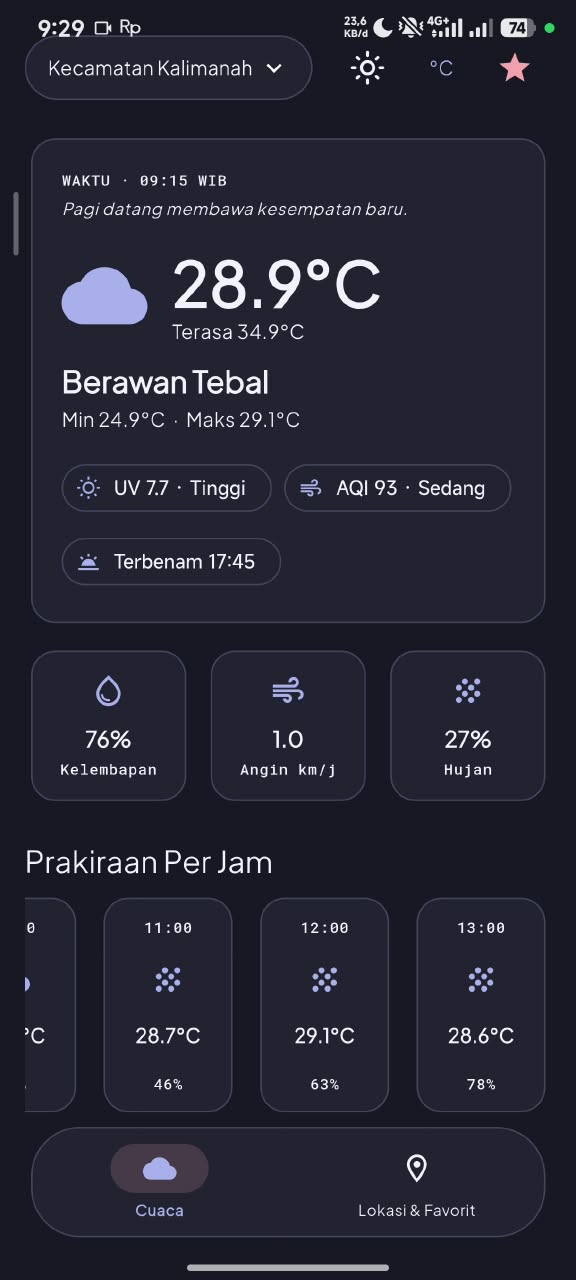 9:29 Rp 23,6 KB/d 4G+ 74
Kecamatan Kalimanah °C
WAKTU · 09:15 WIB
Pagi datang membawa kesempatan baru.
28.9°C
Terasa 34.9°C
Berawan Tebal
Min 24.9°C · Maks 29.1°C
UV 7.7 · Tinggi AQI 93 · Sedang
Terbenam 17:45
76% 1.0 27%
Kelembapan Angin km/j Hujan
Prakiraan Per Jam
0 11:00 12:00 13:00
°C 28.7°C 29.1°C 28.6°C
46% 63% 78%
Cuaca Lokasi & Favorit